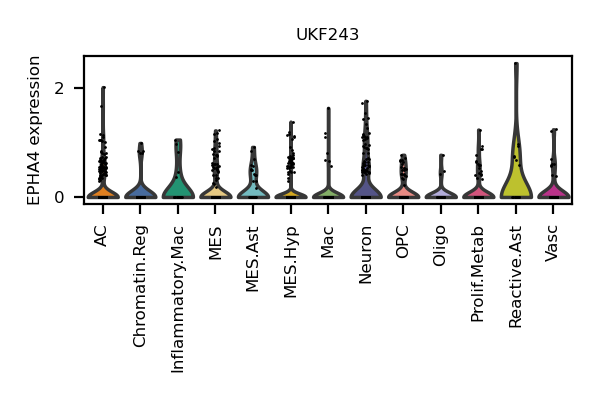 UKF243
EPHA4 expression
2
0
AC
Chromatin.Reg
Inflammatory.Mac
MES
MES.Ast
MES.Hyp
Mac
Neuron
OPC
Oligo
Prolif.Metab
Reactive.Ast
Vasc